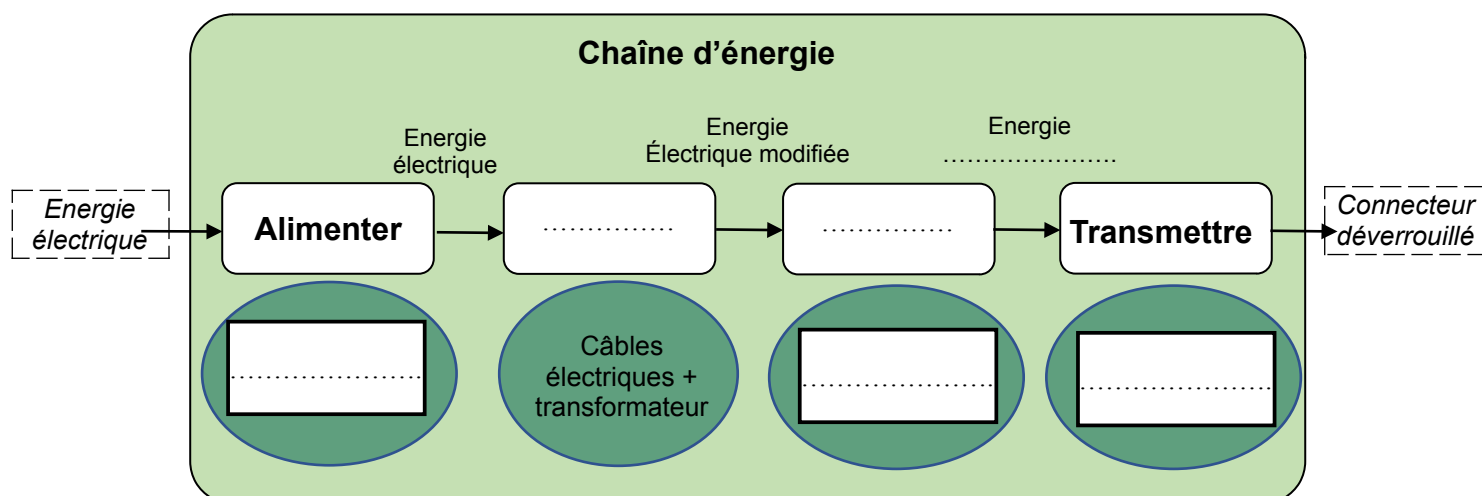 Chaîne d'énergie
Energie
électrique
Energie
Électrique modifiée
Energie
.......................
Energie
électrique
Alimenter
...............
...............
Transmettre
Connecteur
déverrouillé
.........................
Câbles
électriques +
transformateur
.........................
.........................